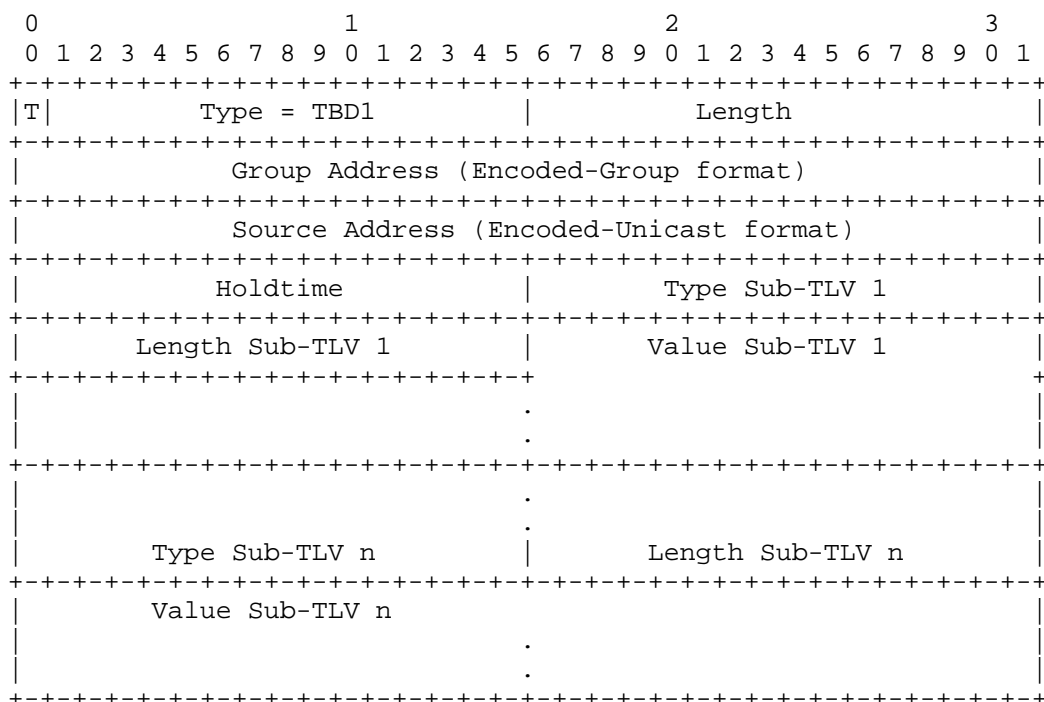 0                   1                   2                   3
 0 1 2 3 4 5 6 7 8 9 0 1 2 3 4 5 6 7 8 9 0 1 2 3 4 5 6 7 8 9 0 1
+-+-+-+-+-+-+-+-+-+-+-+-+-+-+-+-+-+-+-+-+-+-+-+-+-+-+-+-+-+-+-+-+
|T|         Type = TBD1         |          Length               |
+-+-+-+-+-+-+-+-+-+-+-+-+-+-+-+-+-+-+-+-+-+-+-+-+-+-+-+-+-+-+-+-+
|             Group Address (Encoded-Group format)              |
+-+-+-+-+-+-+-+-+-+-+-+-+-+-+-+-+-+-+-+-+-+-+-+-+-+-+-+-+-+-+-+-+
|             Source Address (Encoded-Unicast format)           |
+-+-+-+-+-+-+-+-+-+-+-+-+-+-+-+-+-+-+-+-+-+-+-+-+-+-+-+-+-+-+-+-+
|            Holdtime           |        Type Sub-TLV 1         |
+-+-+-+-+-+-+-+-+-+-+-+-+-+-+-+-+-+-+-+-+-+-+-+-+-+-+-+-+-+-+-+-+
|       Length Sub-TLV 1        |       Value Sub-TLV 1         |
+-+-+-+-+-+-+-+-+-+-+-+-+-+-+-+-+                               +
|                               .                               |
|                               .                               |
+-+-+-+-+-+-+-+-+-+-+-+-+-+-+-+-+-+-+-+-+-+-+-+-+-+-+-+-+-+-+-+-+
|                               .                               |
|                               .                               |
|        Type Sub-TLV n         |       Length Sub-TLV n        |
+-+-+-+-+-+-+-+-+-+-+-+-+-+-+-+-+-+-+-+-+-+-+-+-+-+-+-+-+-+-+-+-+
|        Value Sub-TLV n                                        |
|                               .                               |
|                               .                               |
+-+-+-+-+-+-+-+-+-+-+-+-+-+-+-+-+-+-+-+-+-+-+-+-+-+-+-+-+-+-+-+-+